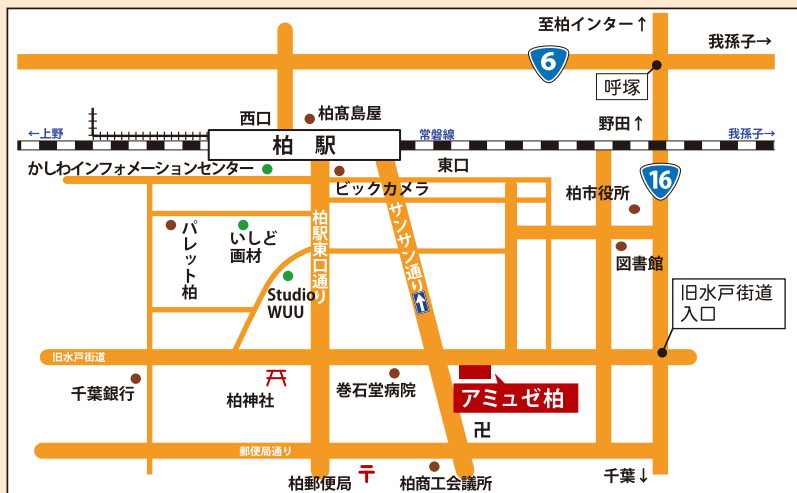 至柏インター↑
我孫子→
6
呼塚
柏髙島屋
西口
野田↑
←上野
柏 駅
常磐線
我孫子→
東口
かしわインフォメーションセンター
ビックカメラ
16
柏市役所
パレット柏
いしど
画材
柏駅東口通り
サンサン通り
図書館
Studio
WUU
旧水戸街道
入口
旧水戸街道
千葉銀行
柏神社
巻石堂病院
アミュゼ柏
卍
郵便局通り
柏郵便局
〒
柏商工会議所
千葉↓